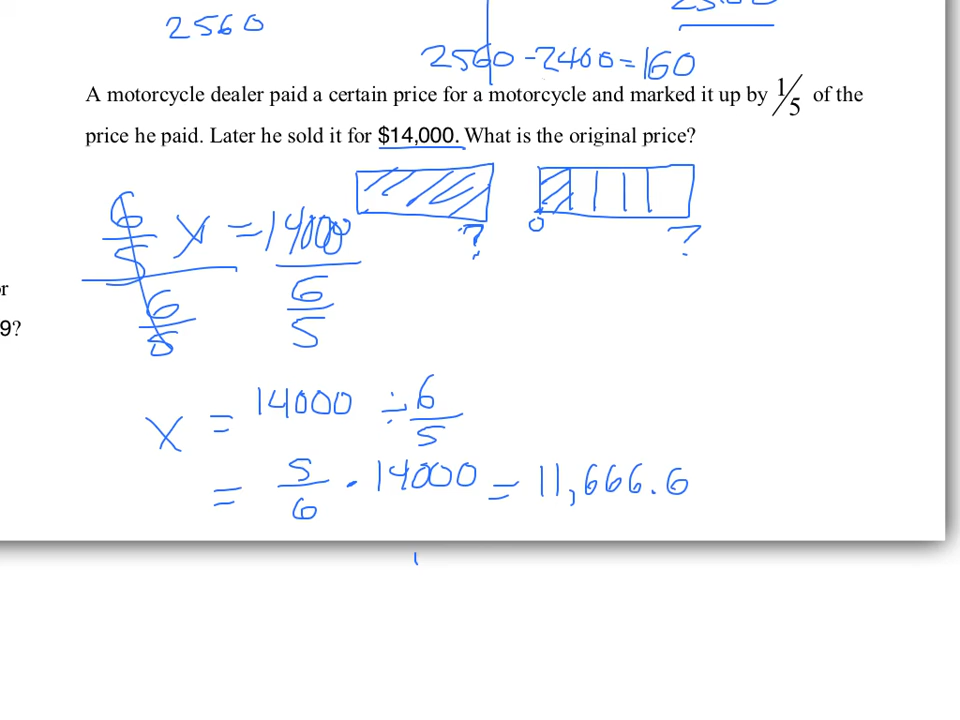 2560
2560 - 2400 = 160
A motorcycle dealer paid a certain price for a motorcycle and marked it up by 1/5 of the
price he paid. Later he sold it for $14,000. What is the original price?
6/5 x = 14000
6/5 6/5
0 ? ?
r
9?
x = 14000 ÷ 6/5
= 5/6 · 14000 = 11,666.6